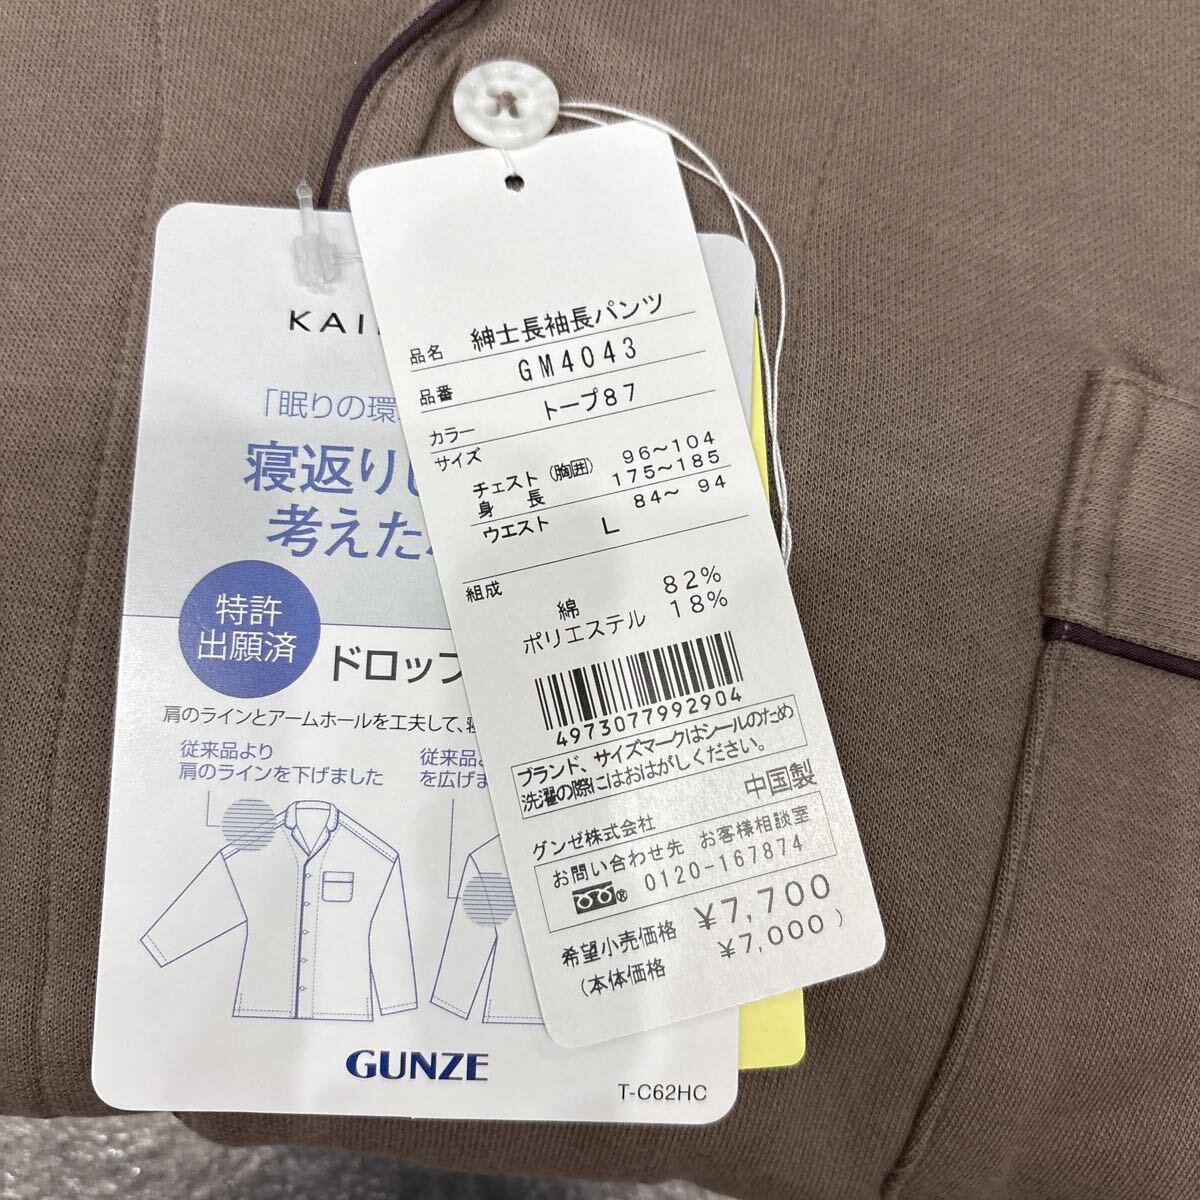 KAI
「眠りの環
寝返り
考えた
特許
出願済
ドロップ
肩のラインとアームホールを工夫して、
従来品より
肩のラインを下げました
従来品
を広げま
GUNZE
T-C62HC
品名 紳士長袖長パンツ
品番 GM4043
カラー トープ87
サイズ
チェスト(胸囲) 96〜104
身長 175〜185
ウエスト 84〜 94
L
組成
綿 82%
ポリエステル 18%
4973077992904
ブランド、サイズマークはシールのため
洗濯の際にはおはがしください。
中国製
グンゼ株式会社
お問い合わせ先 お客様相談室
0120-167874
希望小売価格 ¥7,700
(本体価格 ¥7,000)